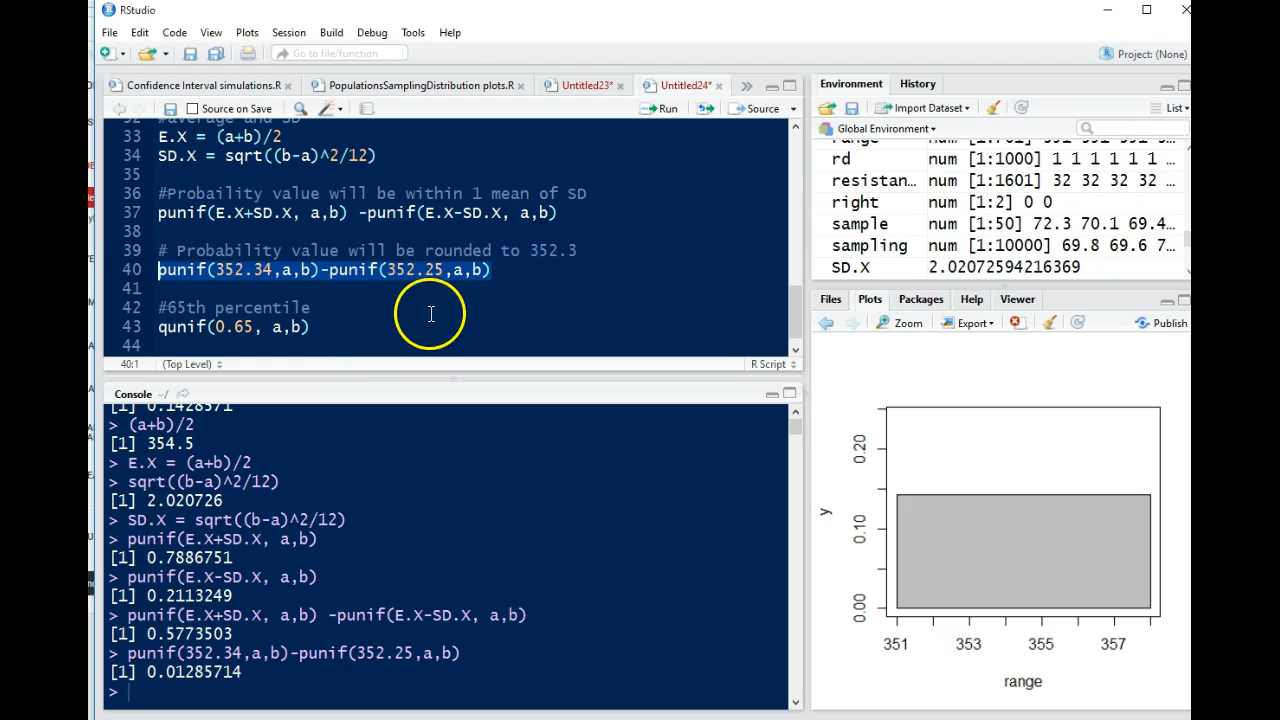 RStudio
File Edit Code View Plots Session Build Debug Tools Help
Go to file/function
Project: (None)
Confidence Interval simulations.R
PopulationsSamplingDistribution plots.R
Untitled23*
Untitled24*
Source on Save
Run
Source
33 E.X = (a+b)/2
34 SD.X = sqrt((b-a)^2/12)
35
36 #Probaility value will be within 1 mean of SD
37 punif(E.X+SD.X, a,b) -punif(E.X-SD.X, a,b)
38
39 # Probability value will be rounded to 352.3
40 punif(352.34,a,b)-punif(352.25,a,b)
41
42 #65th percentile
43 qunif(0.65, a,b)
44
40:1 (Top Level) R Script
Console ~/
[1] 0.1428571
> (a+b)/2
[1] 354.5
> E.X = (a+b)/2
> sqrt((b-a)^2/12)
[1] 2.020726
> SD.X = sqrt((b-a)^2/12)
> punif(E.X+SD.X, a,b)
[1] 0.7886751
> punif(E.X-SD.X, a,b)
[1] 0.2113249
> punif(E.X+SD.X, a,b) -punif(E.X-SD.X, a,b)
[1] 0.5773503
> punif(352.34,a,b)-punif(352.25,a,b)
[1] 0.01285714
>
Environment History
Import Dataset
List
Global Environment
rd num [1:1000] 1 1 1 1 1 …
resistan… num [1:1601] 32 32 32 32 …
right num [1:2] 0 0
sample num [1:50] 72.3 70.1 69.4…
sampling num [1:10000] 69.8 69.6 7…
SD.X 2.02072594216369
Files Plots Packages Help Viewer
Zoom Export Publish
0.20
0.10
0.00
y
351 353 355 357
range